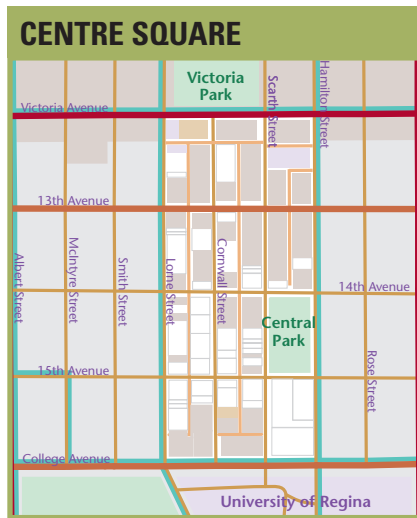 CENTRE SQUARE
Victoria
Park
Scarth Street
Hamilton Street
Victoria Avenue
13th Avenue
Albert Street
McIntyre Street
Smith Street
Lorne Street
Cornwall Street
14th Avenue
Central
Park
Rose Street
15th Avenue
College Avenue
University of Regina